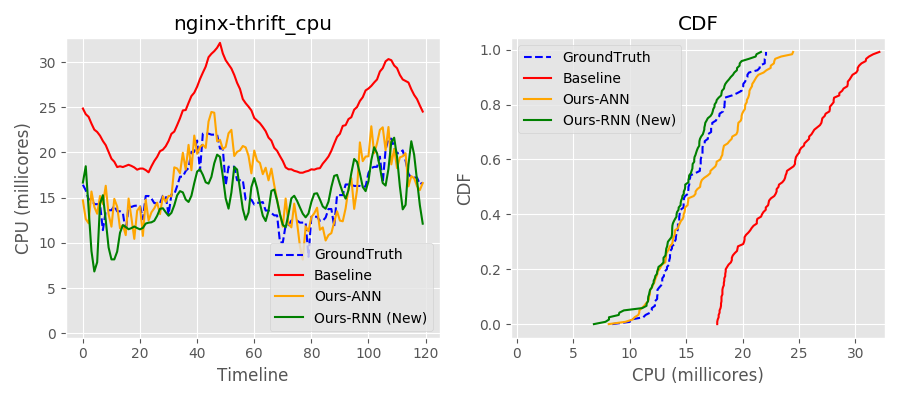 nginx-thrift_cpu
CPU (millicores)
30
25
20
15
10
5
0
0
20
40
60
80
100
120
Timeline
GroundTruth
Baseline
Ours-ANN
Ours-RNN (New)
CDF
CDF
1.0
0.8
0.6
0.4
0.2
0.0
0
5
10
15
20
25
30
CPU (millicores)
GroundTruth
Baseline
Ours-ANN
Ours-RNN (New)